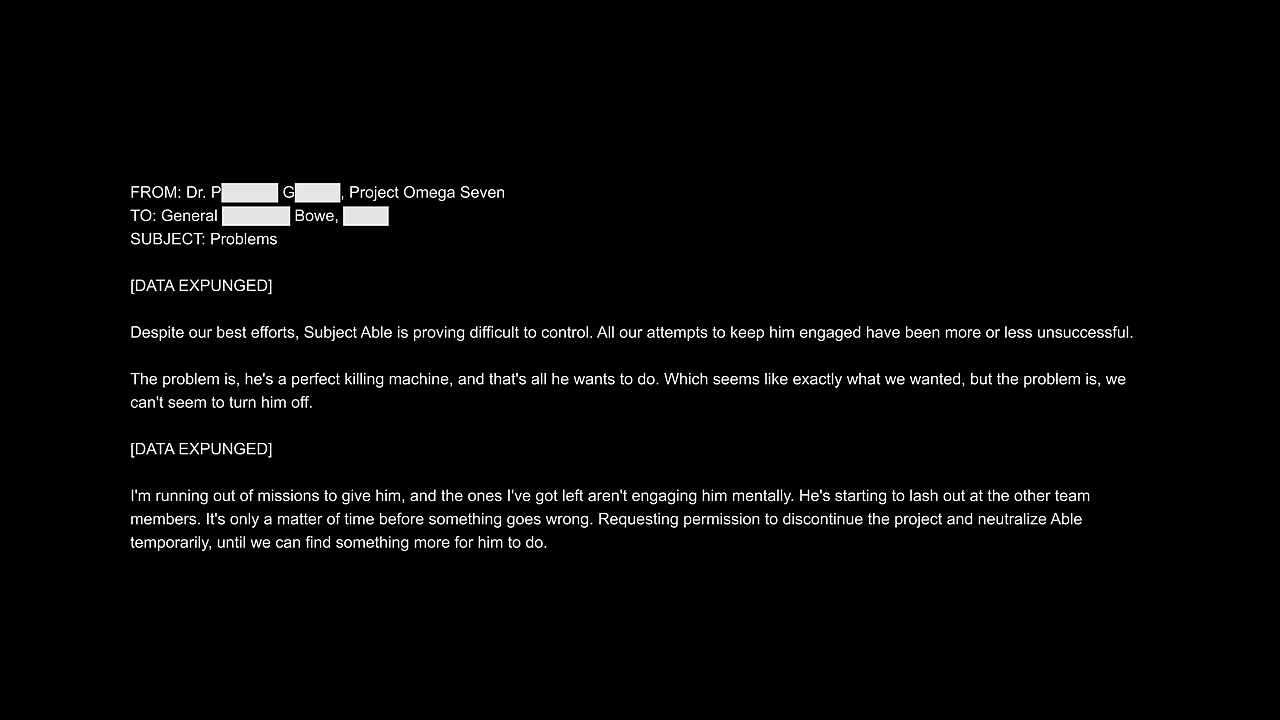 FROM: Dr. P G, Project Omega Seven
TO: General Bowe,
SUBJECT: Problems
[DATA EXPUNGED]
Despite our best efforts, Subject Able is proving difficult to control. All our attempts to keep him engaged have been more or less unsuccessful.
The problem is, he's a perfect killing machine, and that's all he wants to do. Which seems like exactly what we wanted, but the problem is, we
can't seem to turn him off.
[DATA EXPUNGED]
I'm running out of missions to give him, and the ones I've got left aren't engaging him mentally. He's starting to lash out at the other team
members. It's only a matter of time before something goes wrong. Requesting permission to discontinue the project and neutralize Able
temporarily, until we can find something more for him to do.